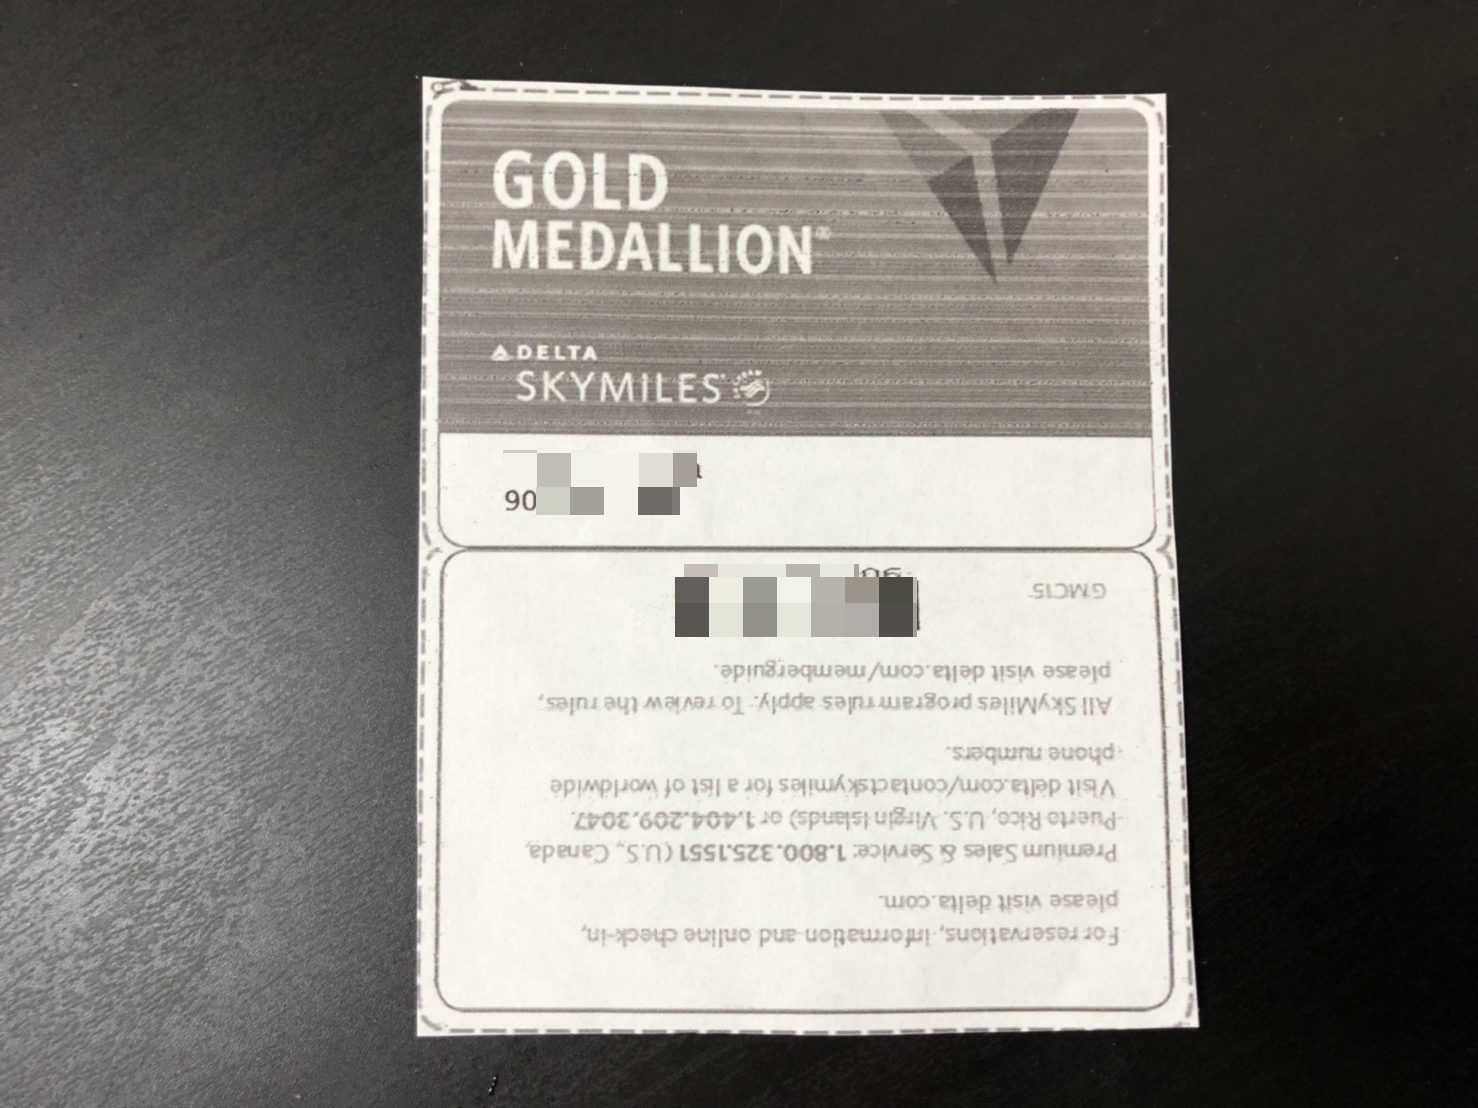 GOLD
MEDALLION®
DELTA
SKYMILES
90
GMC15
For reservations, information and online check-in,
please visit delta.com.
Premium Sales & Service: 1.800.325.1551 (U.S., Canada,
Puerto Rico, U.S. Virgin Islands) or 1.404.209.3047.
Visit delta.com/contactskymiles for a list of worldwide
phone numbers.
All SkyMiles program rules apply. To review the rules,
please visit delta.com/memberguide.